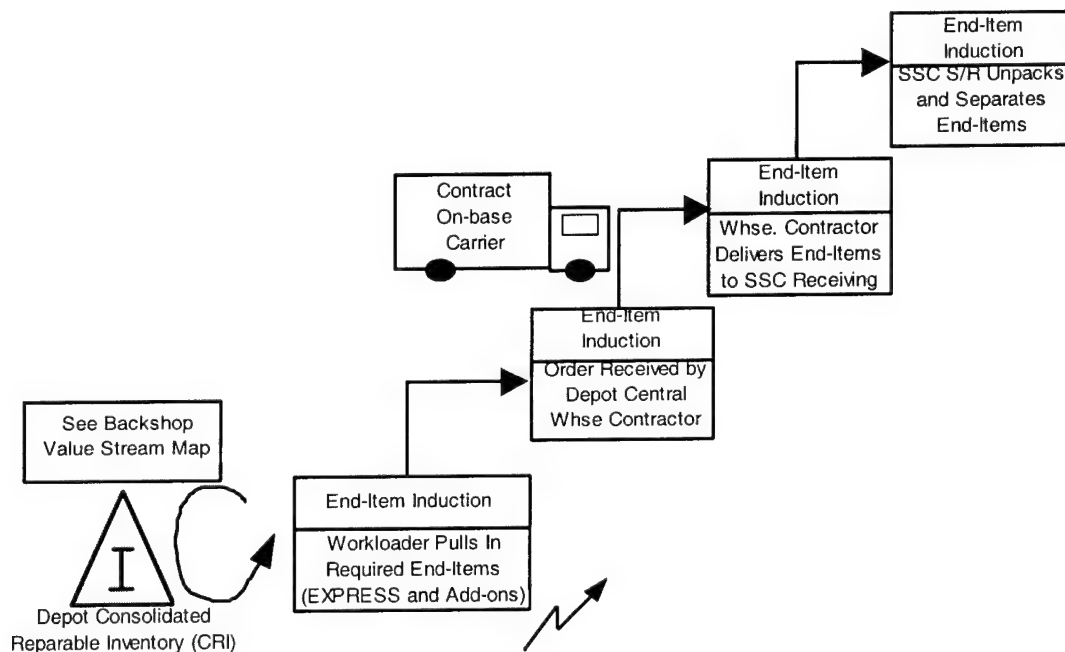 End-Item
Induction
SSC S/R Unpacks
and Separates
End-Items
End-Item
Induction
Whse. Contractor
Delivers End-Items
to SSC Receiving
Contract
On-base
Carrier
End-Item
Induction
Order Received by
Depot Central
Whse Contractor
See Backshop
Value Stream Map
End-Item Induction
Workloader Pulls In
Required End-Items
(EXPRESS and Add-ons)
I
Depot Consolidated
Reparable Inventory (CRI)